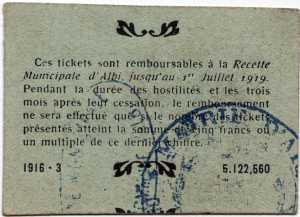 Ces tickets sont remboursables à la Recette
Municipale d'Albi, jusqu'au 1er Juillet 1919.
Pendant la durée des hostilités et les trois
mois après leur cessation, le remboursement
ne sera effectué que si le nombre des tickets
présentés atteint la somme de cinq francs ou
un multiple de ce dernier chiffre.
1916-3 5.122,560